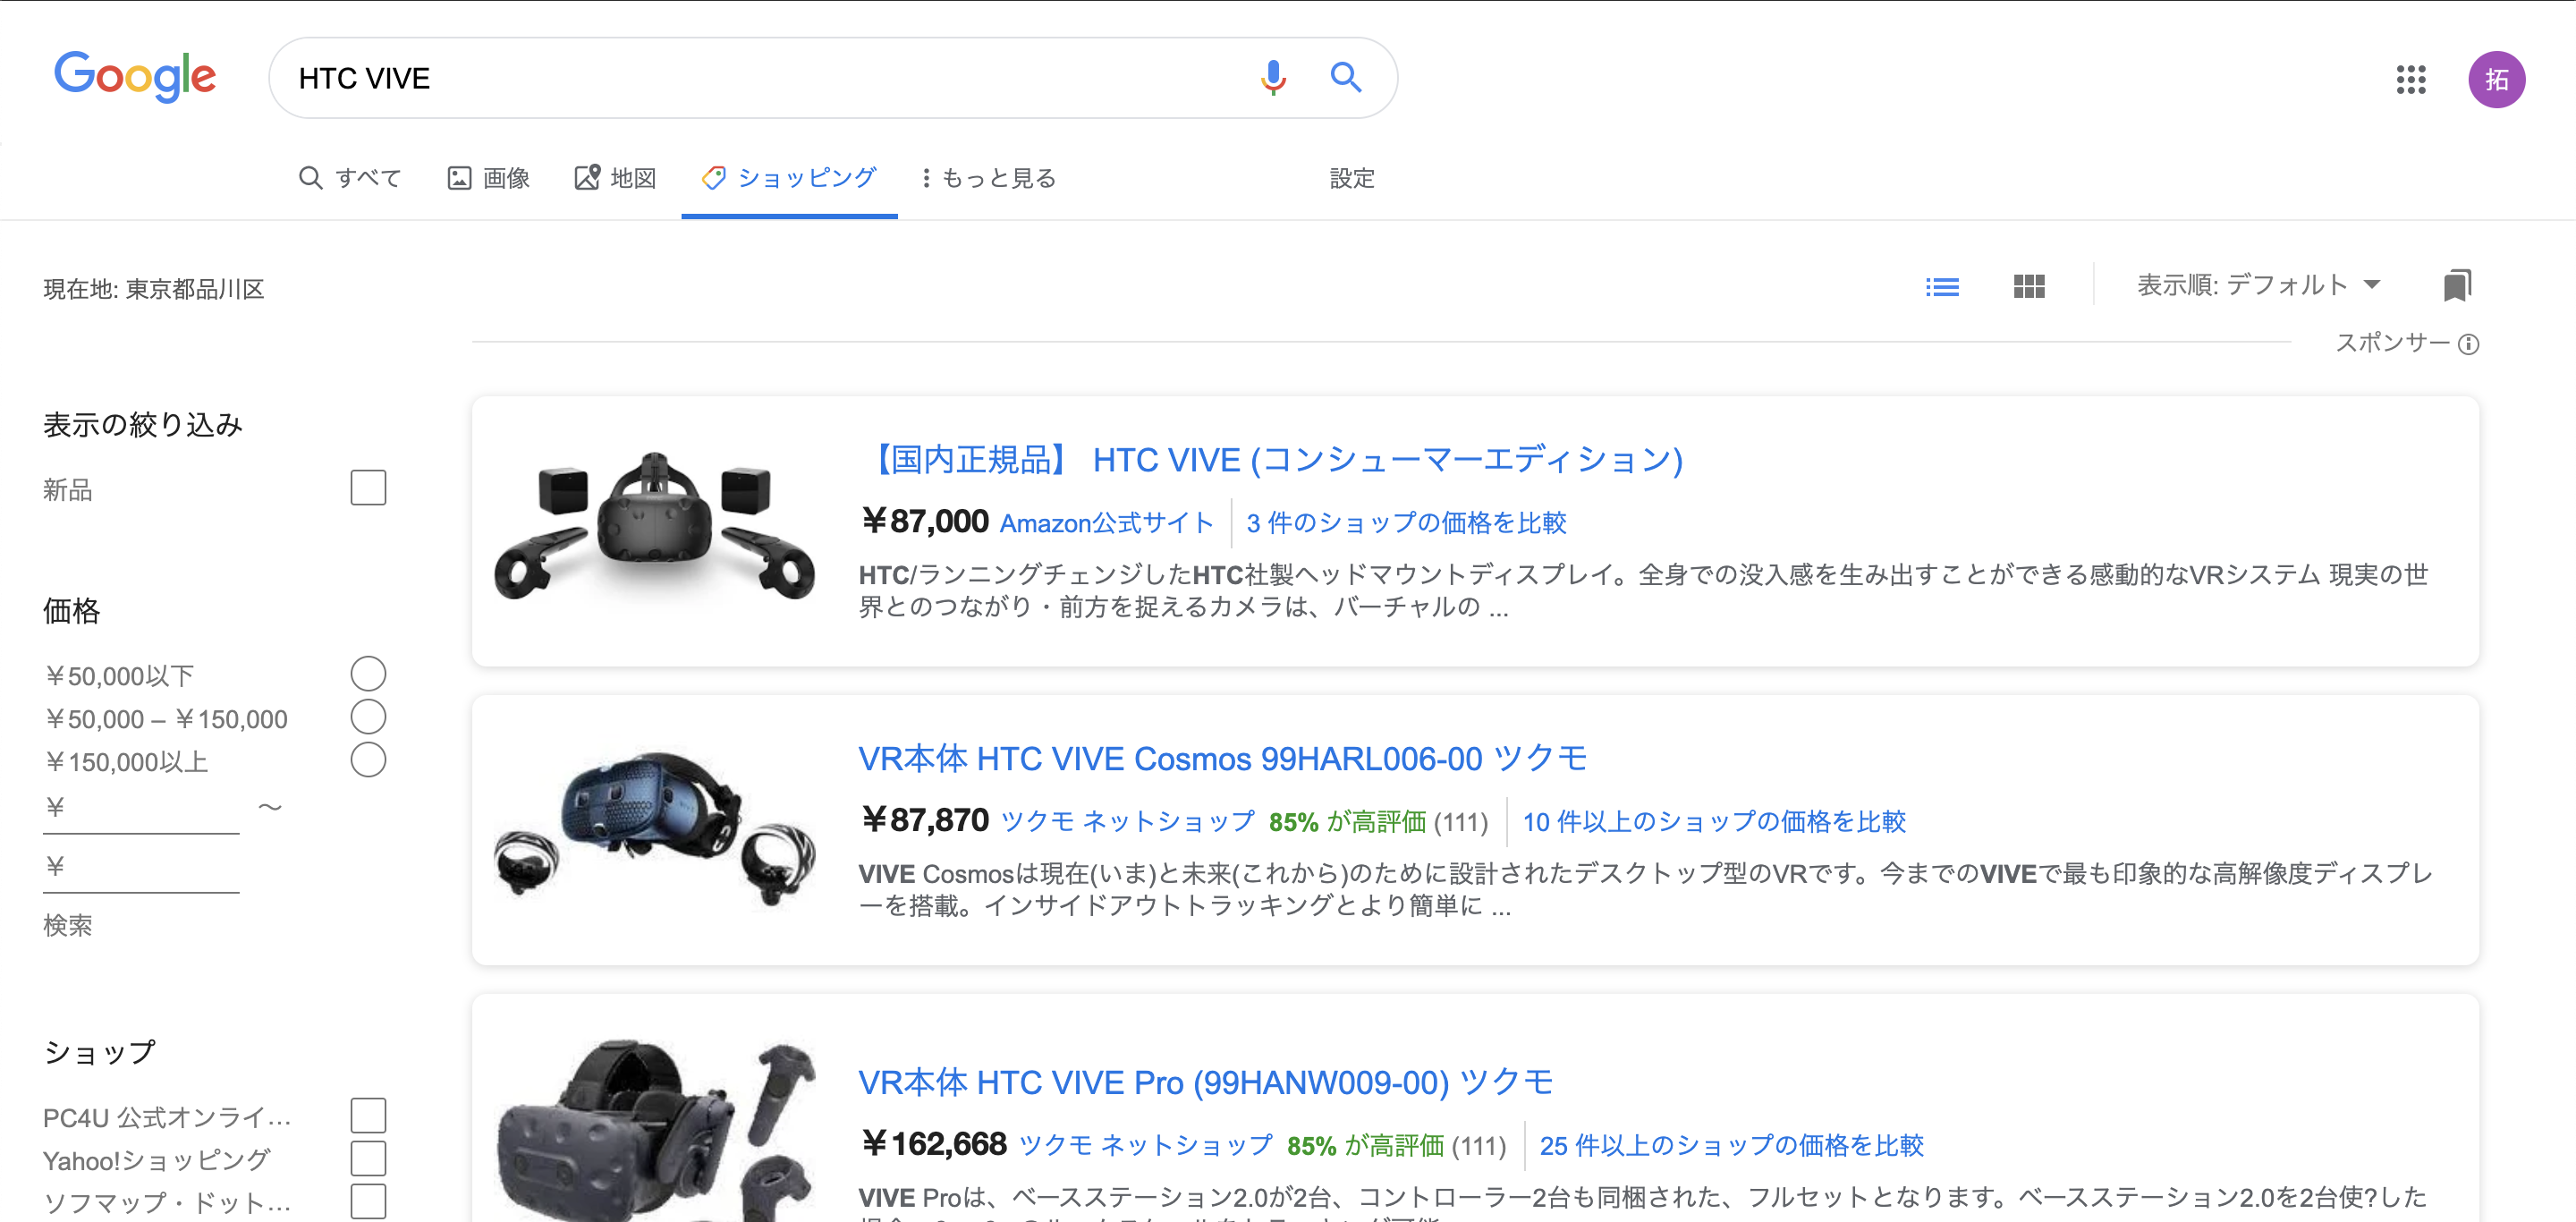 Google
HTC VIVE
拓
すべて 画像 地図 ショッピング もっと見る 設定
現在地: 東京都品川区
表示順: デフォルト
スポンサー
表示の絞り込み
新品
価格
￥50,000以下
￥50,000 – ￥150,000
￥150,000以上
￥ ～
￥
検索
ショップ
PC4U 公式オンライ…
Yahoo!ショッピング
ソフマップ・ドット…
【国内正規品】 HTC VIVE (コンシューマーエディション)
￥87,000 Amazon公式サイト 3 件のショップの価格を比較
HTC/ランニングチェンジしたHTC社製ヘッドマウントディスプレイ。全身での没入感を生み出すことができる感動的なVRシステム 現実の世
界とのつながり・前方を捉えるカメラは、バーチャルの ...
VR本体 HTC VIVE Cosmos 99HARL006-00 ツクモ
￥87,870 ツクモ ネットショップ 85% が高評価 (111) 10 件以上のショップの価格を比較
VIVE Cosmosは現在(いま)と未来(これから)のために設計されたデスクトップ型のVRです。今までのVIVEで最も印象的な高解像度ディスプレ
ーを搭載。インサイドアウトトラッキングとより簡単に ...
VR本体 HTC VIVE Pro (99HANW009-00) ツクモ
￥162,668 ツクモ ネットショップ 85% が高評価 (111) 25 件以上のショップの価格を比較
VIVE Proは、ベースステーション2.0が2台、コントローラー2台も同梱された、フルセットとなります。ベースステーション2.0を2台使?した